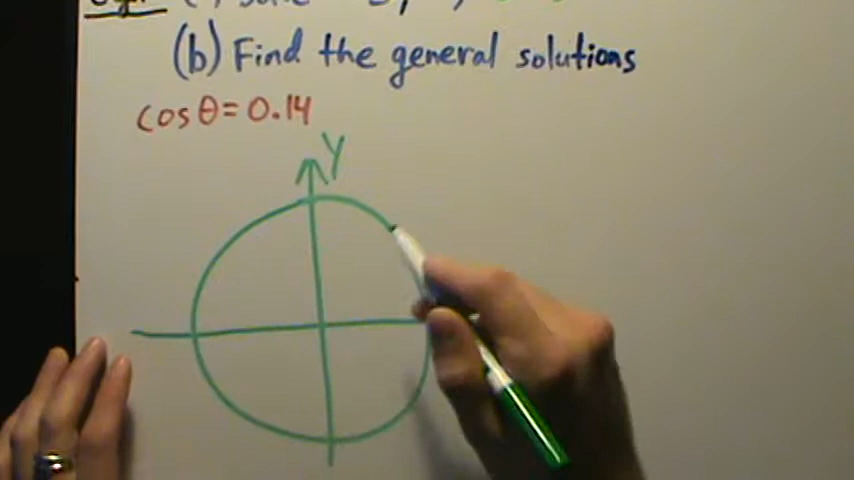 (b) Find the general solutions
cos θ = 0.14
Y